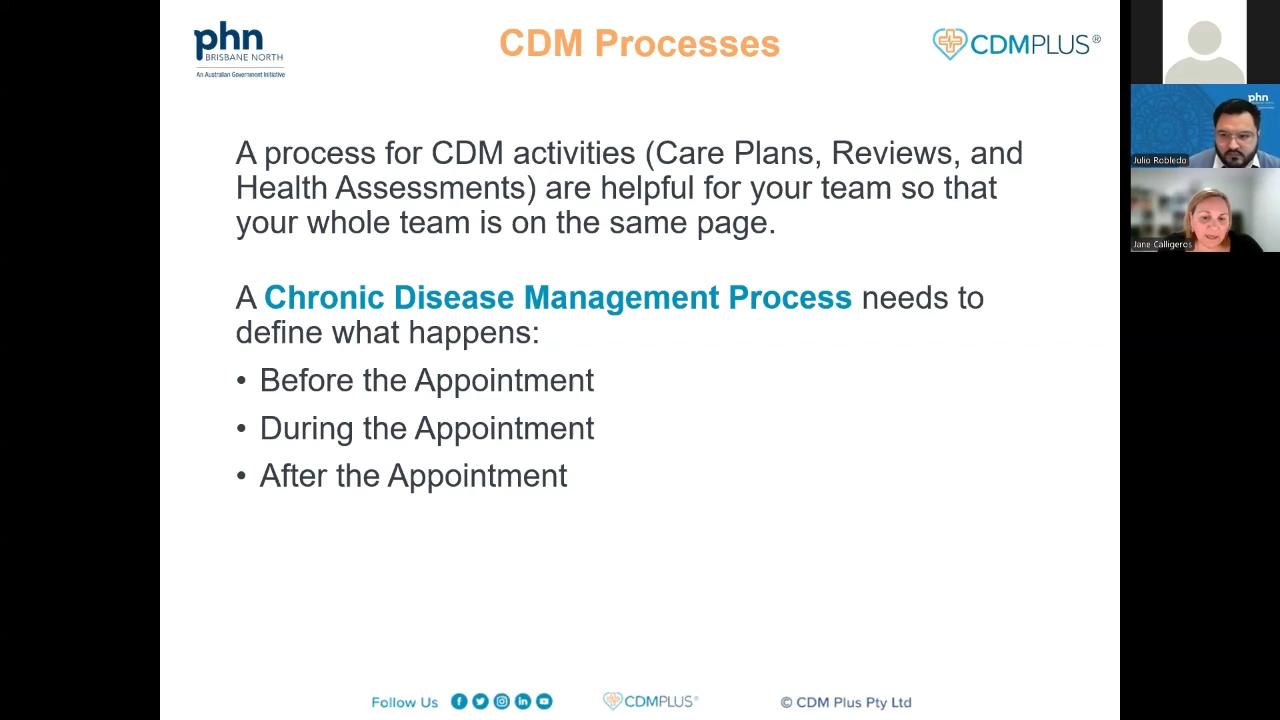 phn
BRISBANE NORTH
An Australian Government Initiative
CDM Processes
CDMPLUS®
A process for CDM activities (Care Plans, Reviews, and
Health Assessments) are helpful for your team so that
your whole team is on the same page.
A Chronic Disease Management Process needs to
define what happens:
• Before the Appointment
• During the Appointment
• After the Appointment
Follow Us
CDMPLUS®
© CDM Plus Pty Ltd
phn
Julio Robledo
Jane Calligeros